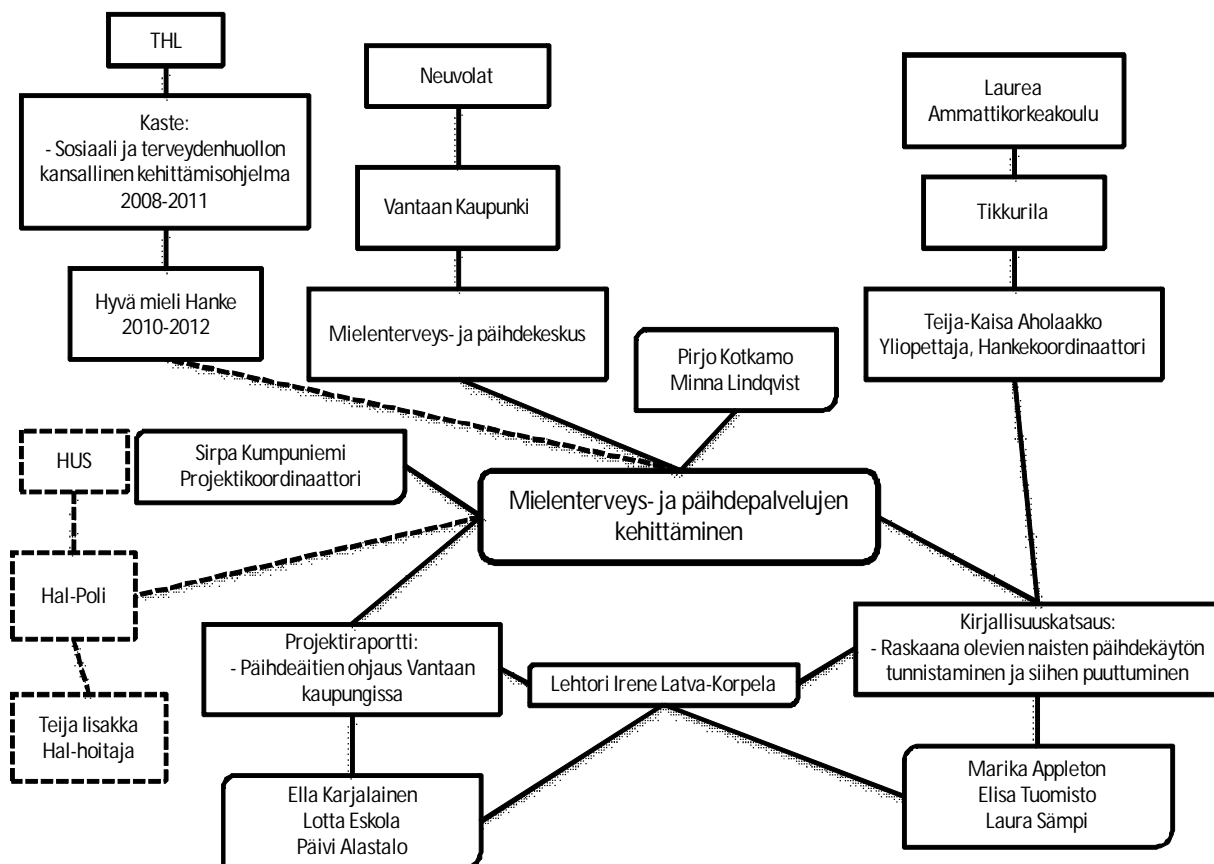 THL
Kaste:
- Sosiaali ja terveydenhuollon
kansallinen kehittämisohjelma
2008-2011
Hyvä mieli Hanke
2010-2012
Neuvolat
Vantaan Kaupunki
Mielenterveys- ja päihdekeskus
Laurea
Ammattikorkeakoulu
Tikkurila
Teija-Kaisa Aholaakko
Yliopettaja, Hankekoordinaattori
Pirjo Kotkamo
Minna Lindqvist
Sirpa Kumpuniemi
Projektikoordinaattori
HUS
Hal-Poli
Teija Iisakka
Hal-hoitaja
Mielenterveys- ja päihdepalvelujen
kehittäminen
Projektiraportti:
- Päihdeäitien ohjaus Vantaan
kaupungissa
Lehtori Irene Latva-Korpela
Kirjallisuuskatsaus:
- Raskaana olevien naisten päihdekäytön
tunnistaminen ja siihen puuttuminen
Ella Karjalainen
Lotta Eskola
Päivi Alastalo
Marika Appleton
Elisa Tuomisto
Laura Sämpi